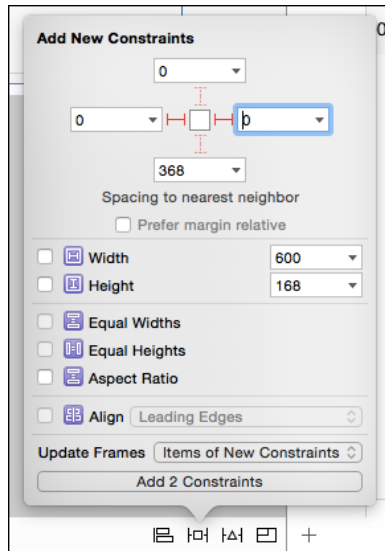 Add New Constraints
0
0 0
368
Spacing to nearest neighbor
Prefer margin relative
Width 600
Height 168
Equal Widths
Equal Heights
Aspect Ratio
Align Leading Edges
Update Frames Items of New Constraints
Add 2 Constraints